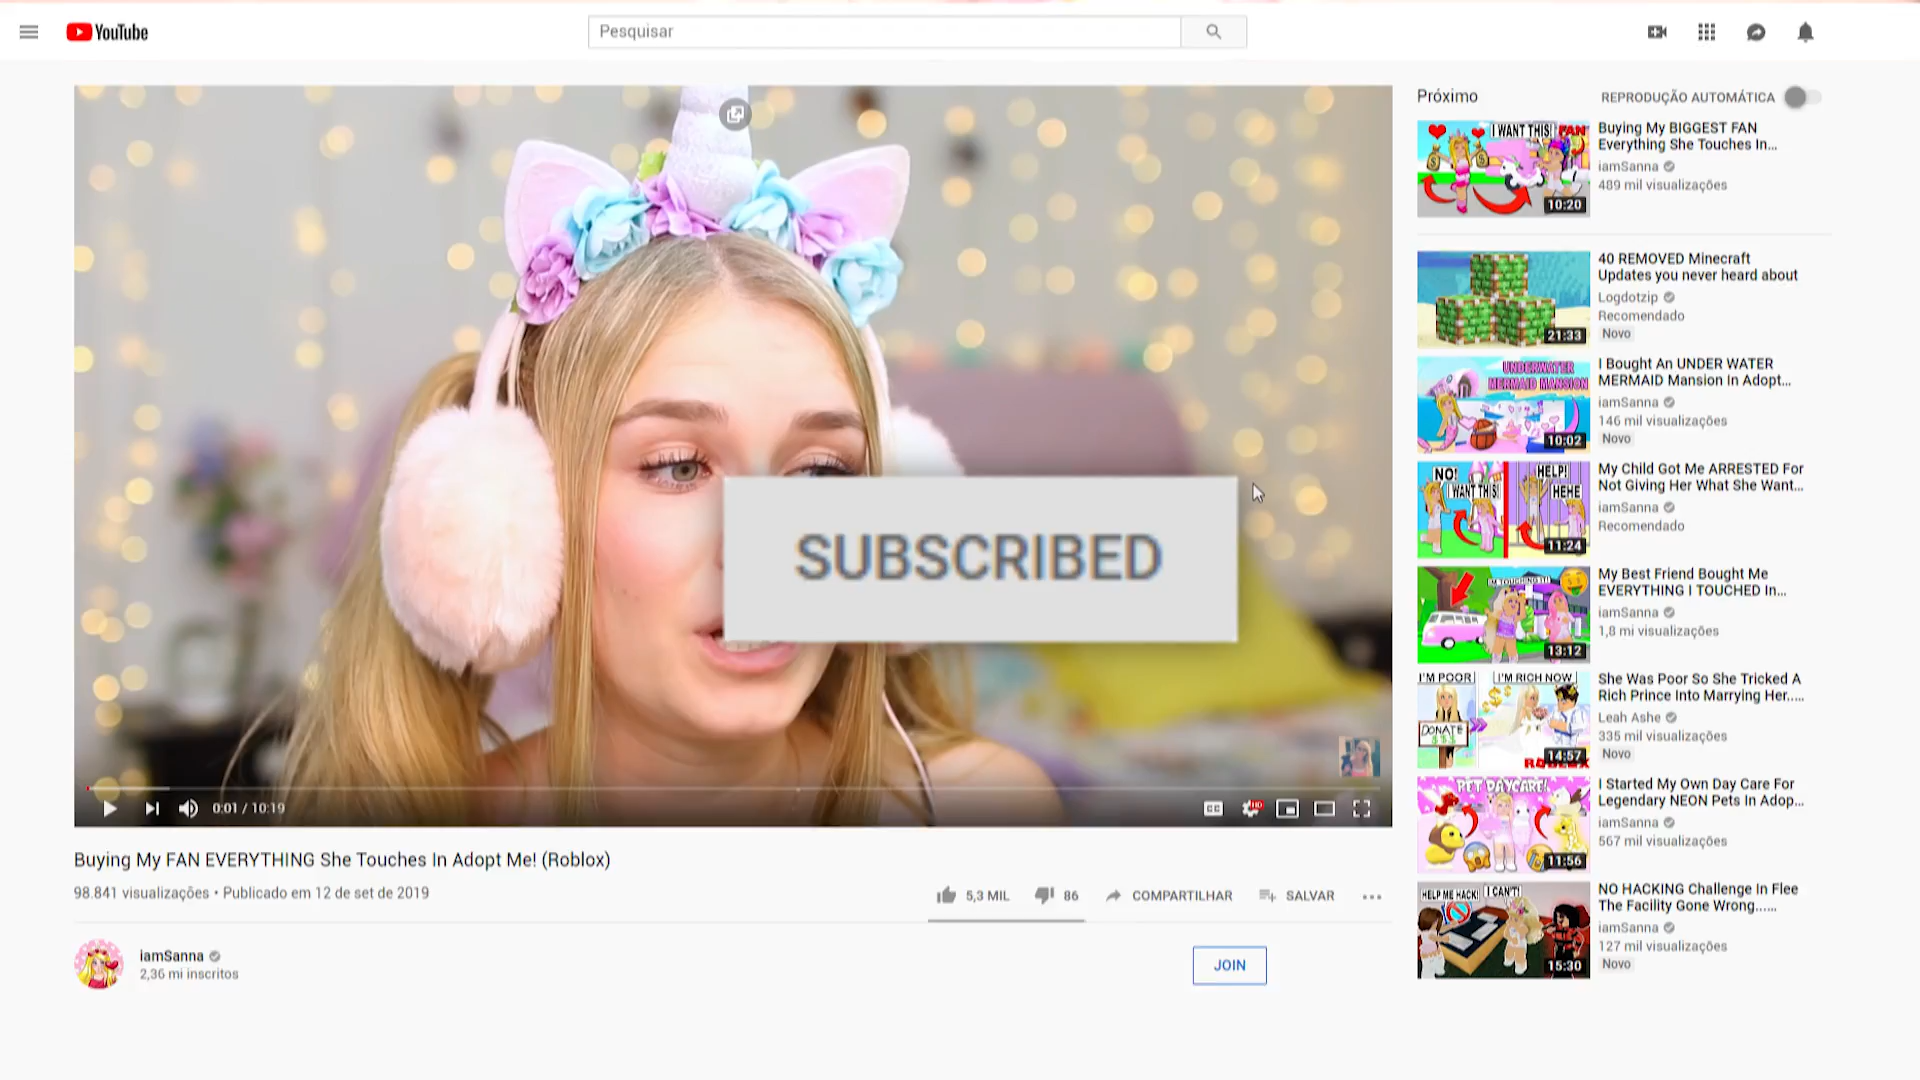 YouTube
Pesquisar
SUBSCRIBED
0:01 / 10:19
CC
HD
Buying My FAN EVERYTHING She Touches In Adopt Me! (Roblox)
98.841 visualizações • Publicado em 12 de set de 2019
5,3 MIL
86
COMPARTILHAR
SALVAR
iamSanna
2,36 mi inscritos
JOIN
Próximo
REPRODUÇÃO AUTOMÁTICA
I WANT THIS!
FAN
10:20
Buying My BIGGEST FAN
Everything She Touches In...
iamSanna
489 mil visualizações
21:33
40 REMOVED Minecraft
Updates you never heard about
Logdotzip
Recomendado
Novo
UNDERWATER
MERMAID MANSION
10:02
I Bought An UNDER WATER
MERMAID Mansion In Adopt...
iamSanna
146 mil visualizações
Novo
NO!
I WANT THIS!
HELP!
HEHE
11:24
My Child Got Me ARRESTED For
Not Giving Her What She Want...
iamSanna
Recomendado
I'M TOUCHING IT!
13:12
My Best Friend Bought Me
EVERYTHING I TOUCHED In...
iamSanna
1,8 mi visualizações
I'M POOR
I'M RICH NOW
DONATE
$$$
14:57
She Was Poor So She Tricked A
Rich Prince Into Marrying Her.....
Leah Ashe
335 mil visualizações
Novo
PET DAYCARE!
11:56
I Started My Own Day Care For
Legendary NEON Pets In Adop...
iamSanna
567 mil visualizações
HELP ME HACK!
I CAN'T!
15:30
NO HACKING Challenge In Flee
The Facility Gone Wrong......
iamSanna
127 mil visualizações
Novo